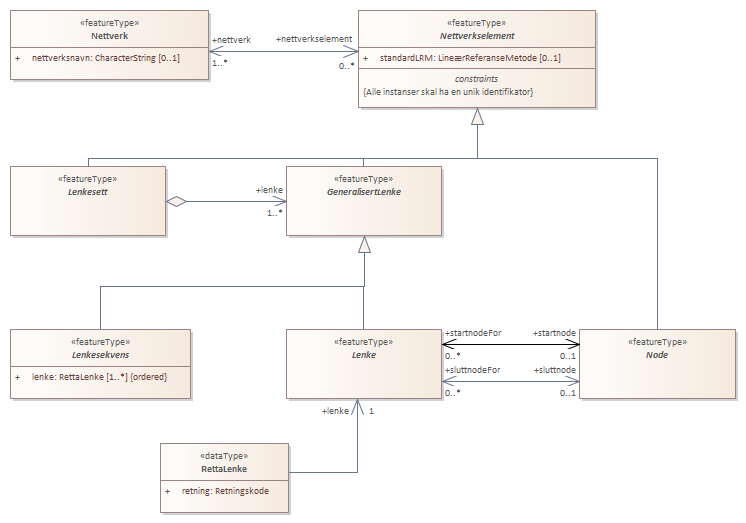 «featureType»
Nettverk
+ nettverksnavn: CharacterString [0..1]
+nettverk
1..*
+nettverkselement
0..*
«featureType»
Nettverkselement
+ standardLRM: LineærReferanseMetode [0..1]
constraints
{Alle instanser skal ha en unik identifikator}
«featureType»
Lenkesett
+lenke
1..*
«featureType»
GeneralisertLenke
«featureType»
Lenkesekvens
+ lenke: RettaLenke [1..*] {ordered}
«featureType»
Lenke
+startnodeFor
0..*
+startnode
0..1
+sluttnodeFor
0..*
+sluttnode
0..1
«featureType»
Node
+lenke 1
«dataType»
RettaLenke
+ retning: Retningskode